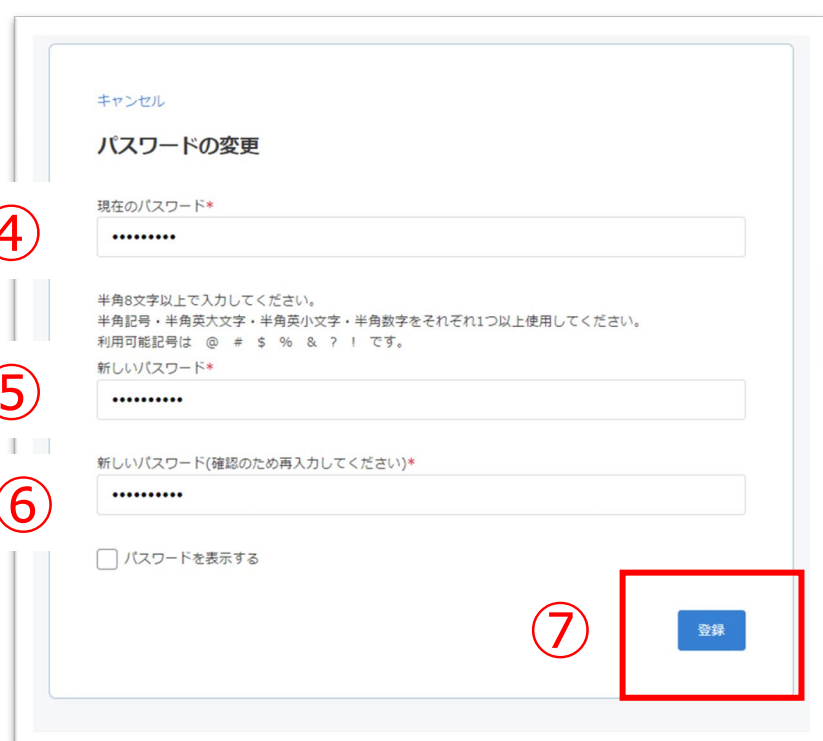 キャンセル
パスワードの変更
現在のパスワード*
④
•••••••••
半角8文字以上で入力してください。
半角記号・半角英大文字・半角英小文字・半角数字をそれぞれ1つ以上使用してください。
利用可能記号は @ # $ % & ? ! です。
新しいパスワード*
⑤
••••••••••
新しいパスワード(確認のため再入力してください)*
⑥
••••••••••
パスワードを表示する
⑦
登録